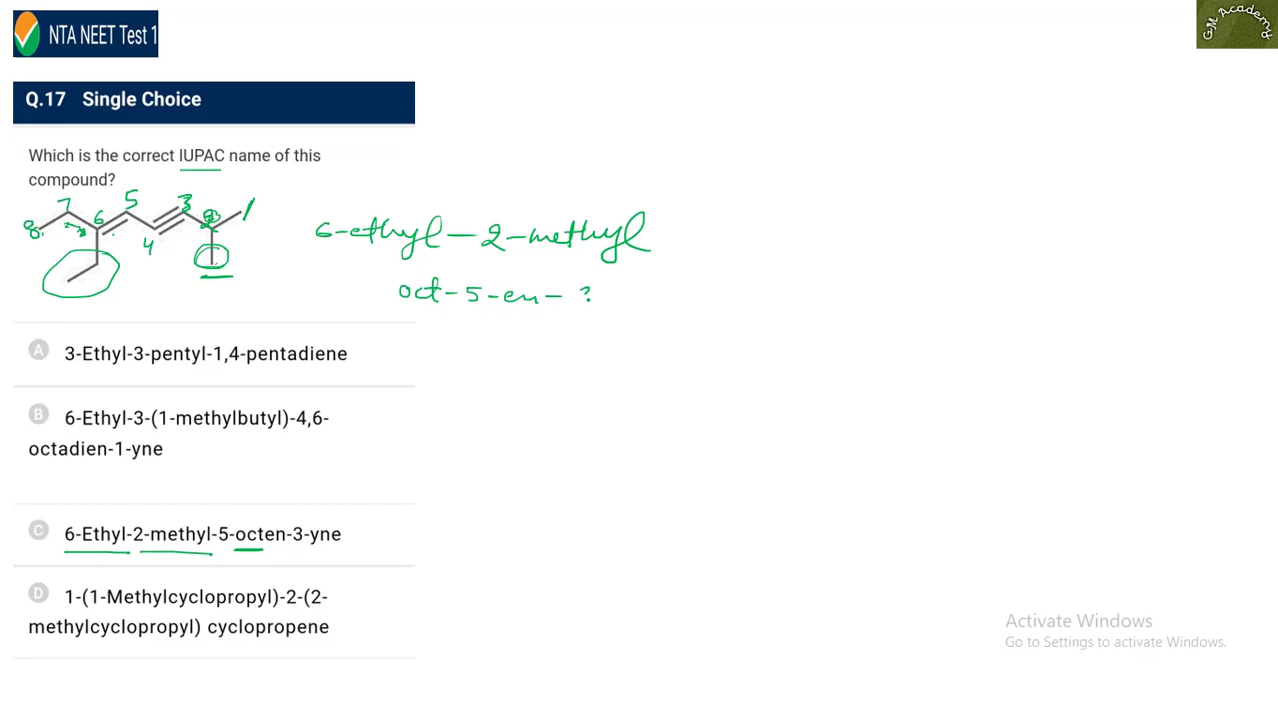 NTA NEET Test 1
GM Academy
Q.17 Single Choice
Which is the correct IUPAC name of this
compound?
8 7 6 5 4 3 2 1
6-ethyl-2-methyl
oct-5-en-?
A 3-Ethyl-3-pentyl-1,4-pentadiene
B 6-Ethyl-3-(1-methylbutyl)-4,6-
octadien-1-yne
C 6-Ethyl-2-methyl-5-octen-3-yne
D 1-(1-Methylcyclopropyl)-2-(2-
methylcyclopropyl) cyclopropene
Activate Windows
Go to Settings to activate Windows.